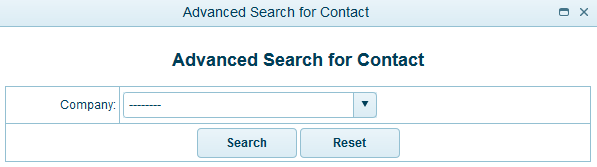 Advanced Search for Contact
Advanced Search for Contact
Company: --------
Search Reset